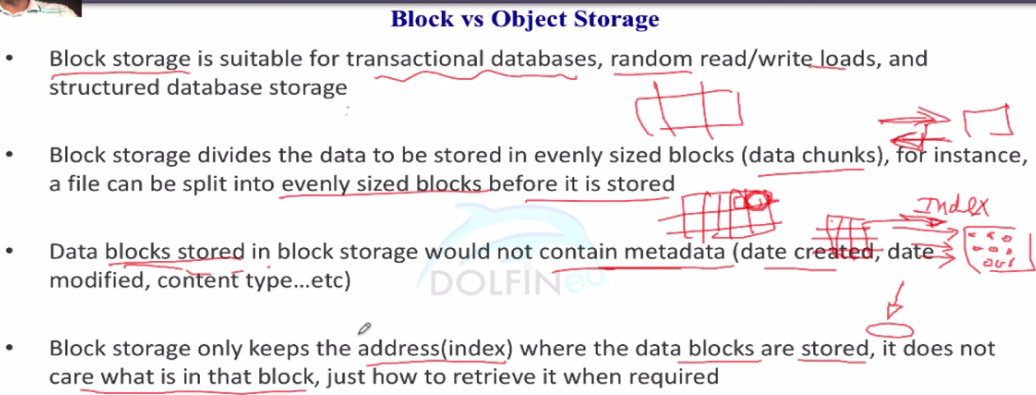 Block vs Object Storage
• Block storage is suitable for transactional databases, random read/write loads, and
structured database storage
• Block storage divides the data to be stored in evenly sized blocks (data chunks), for instance,
a file can be split into evenly sized blocks before it is stored
Index
• Data blocks stored in block storage would not contain metadata (date created, date
modified, content type...etc)
DOLFINed
• Block storage only keeps the address(index) where the data blocks are stored, it does not
care what is in that block, just how to retrieve it when required